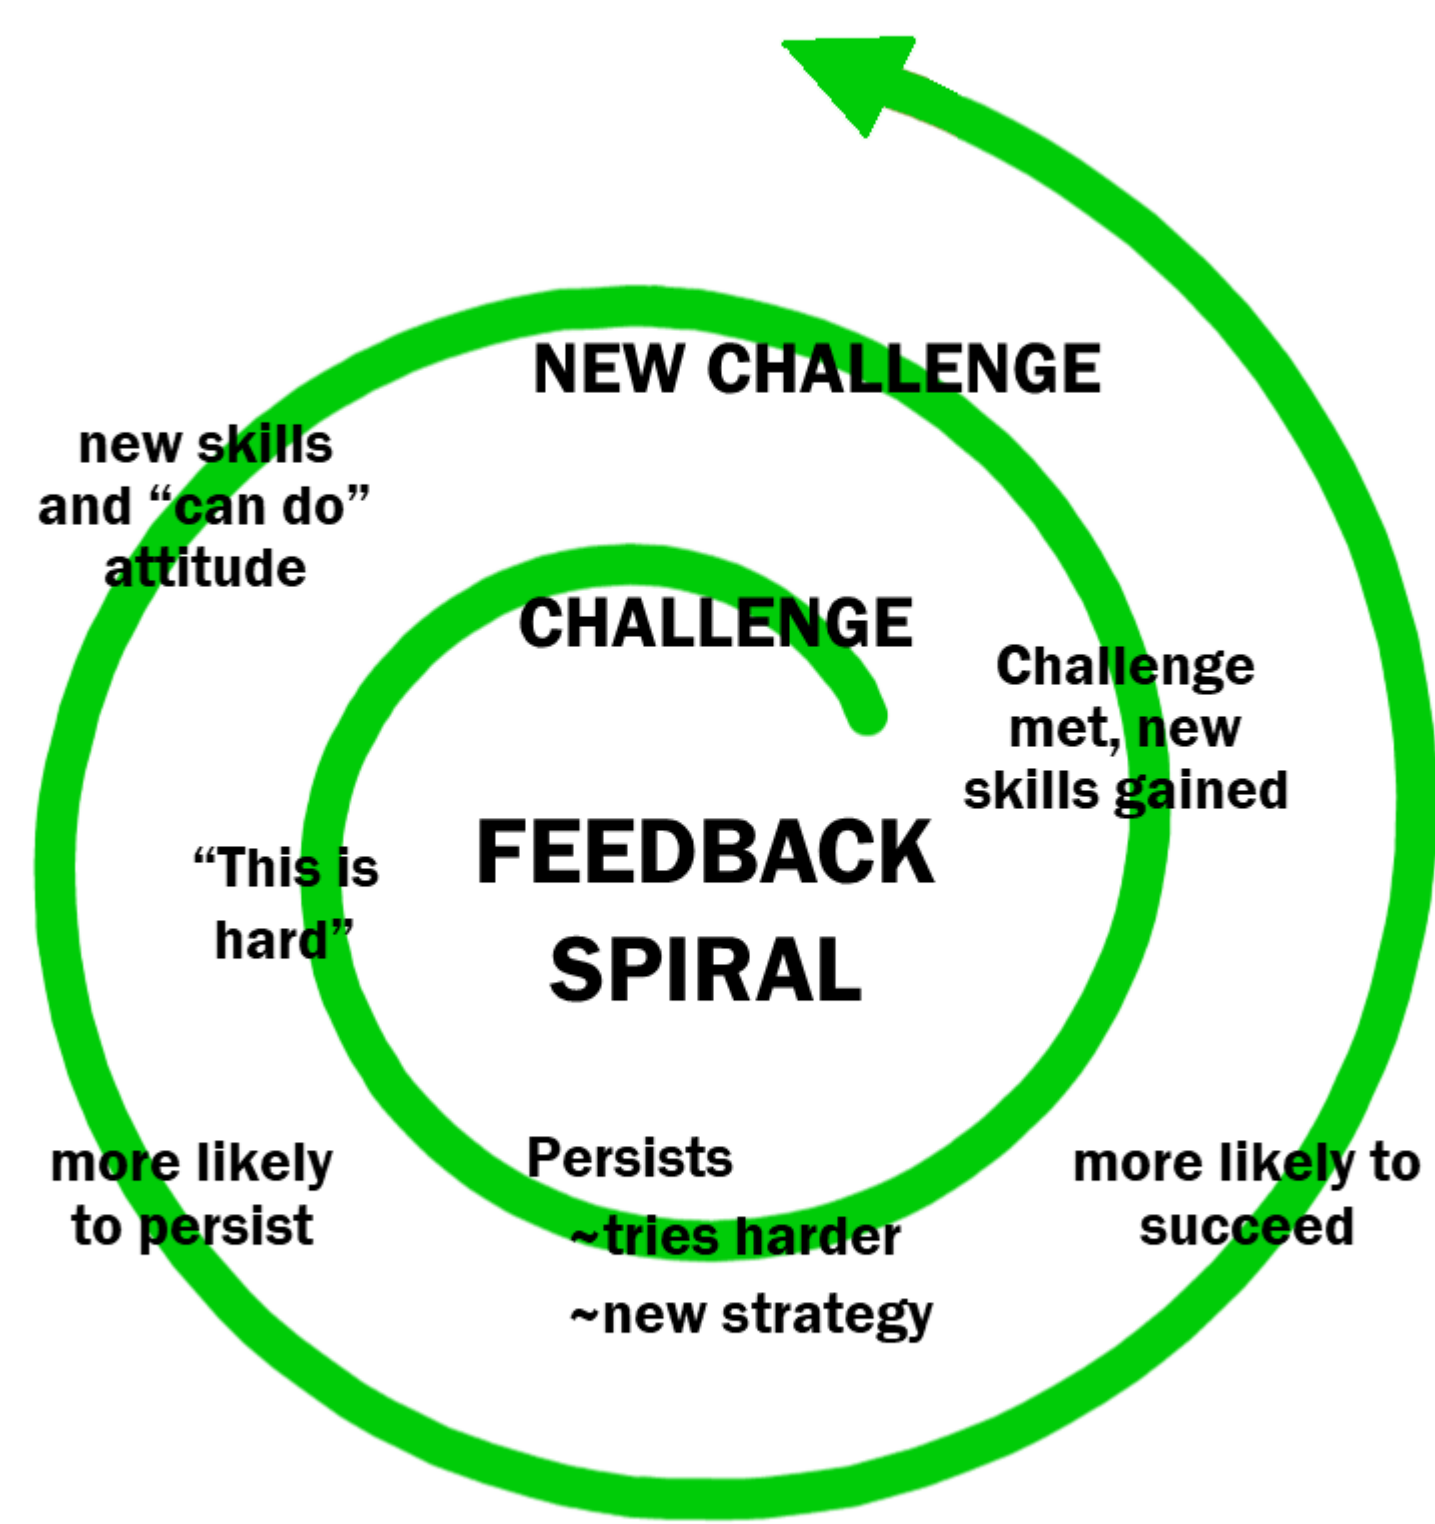 NEW CHALLENGE
new skills
and “can do”
attitude
CHALLENGE
Challenge
met, new
skills gained
FEEDBACK
SPIRAL
“This is
hard”
Persists
~tries harder
~new strategy
more likely
to persist
more likely to
succeed